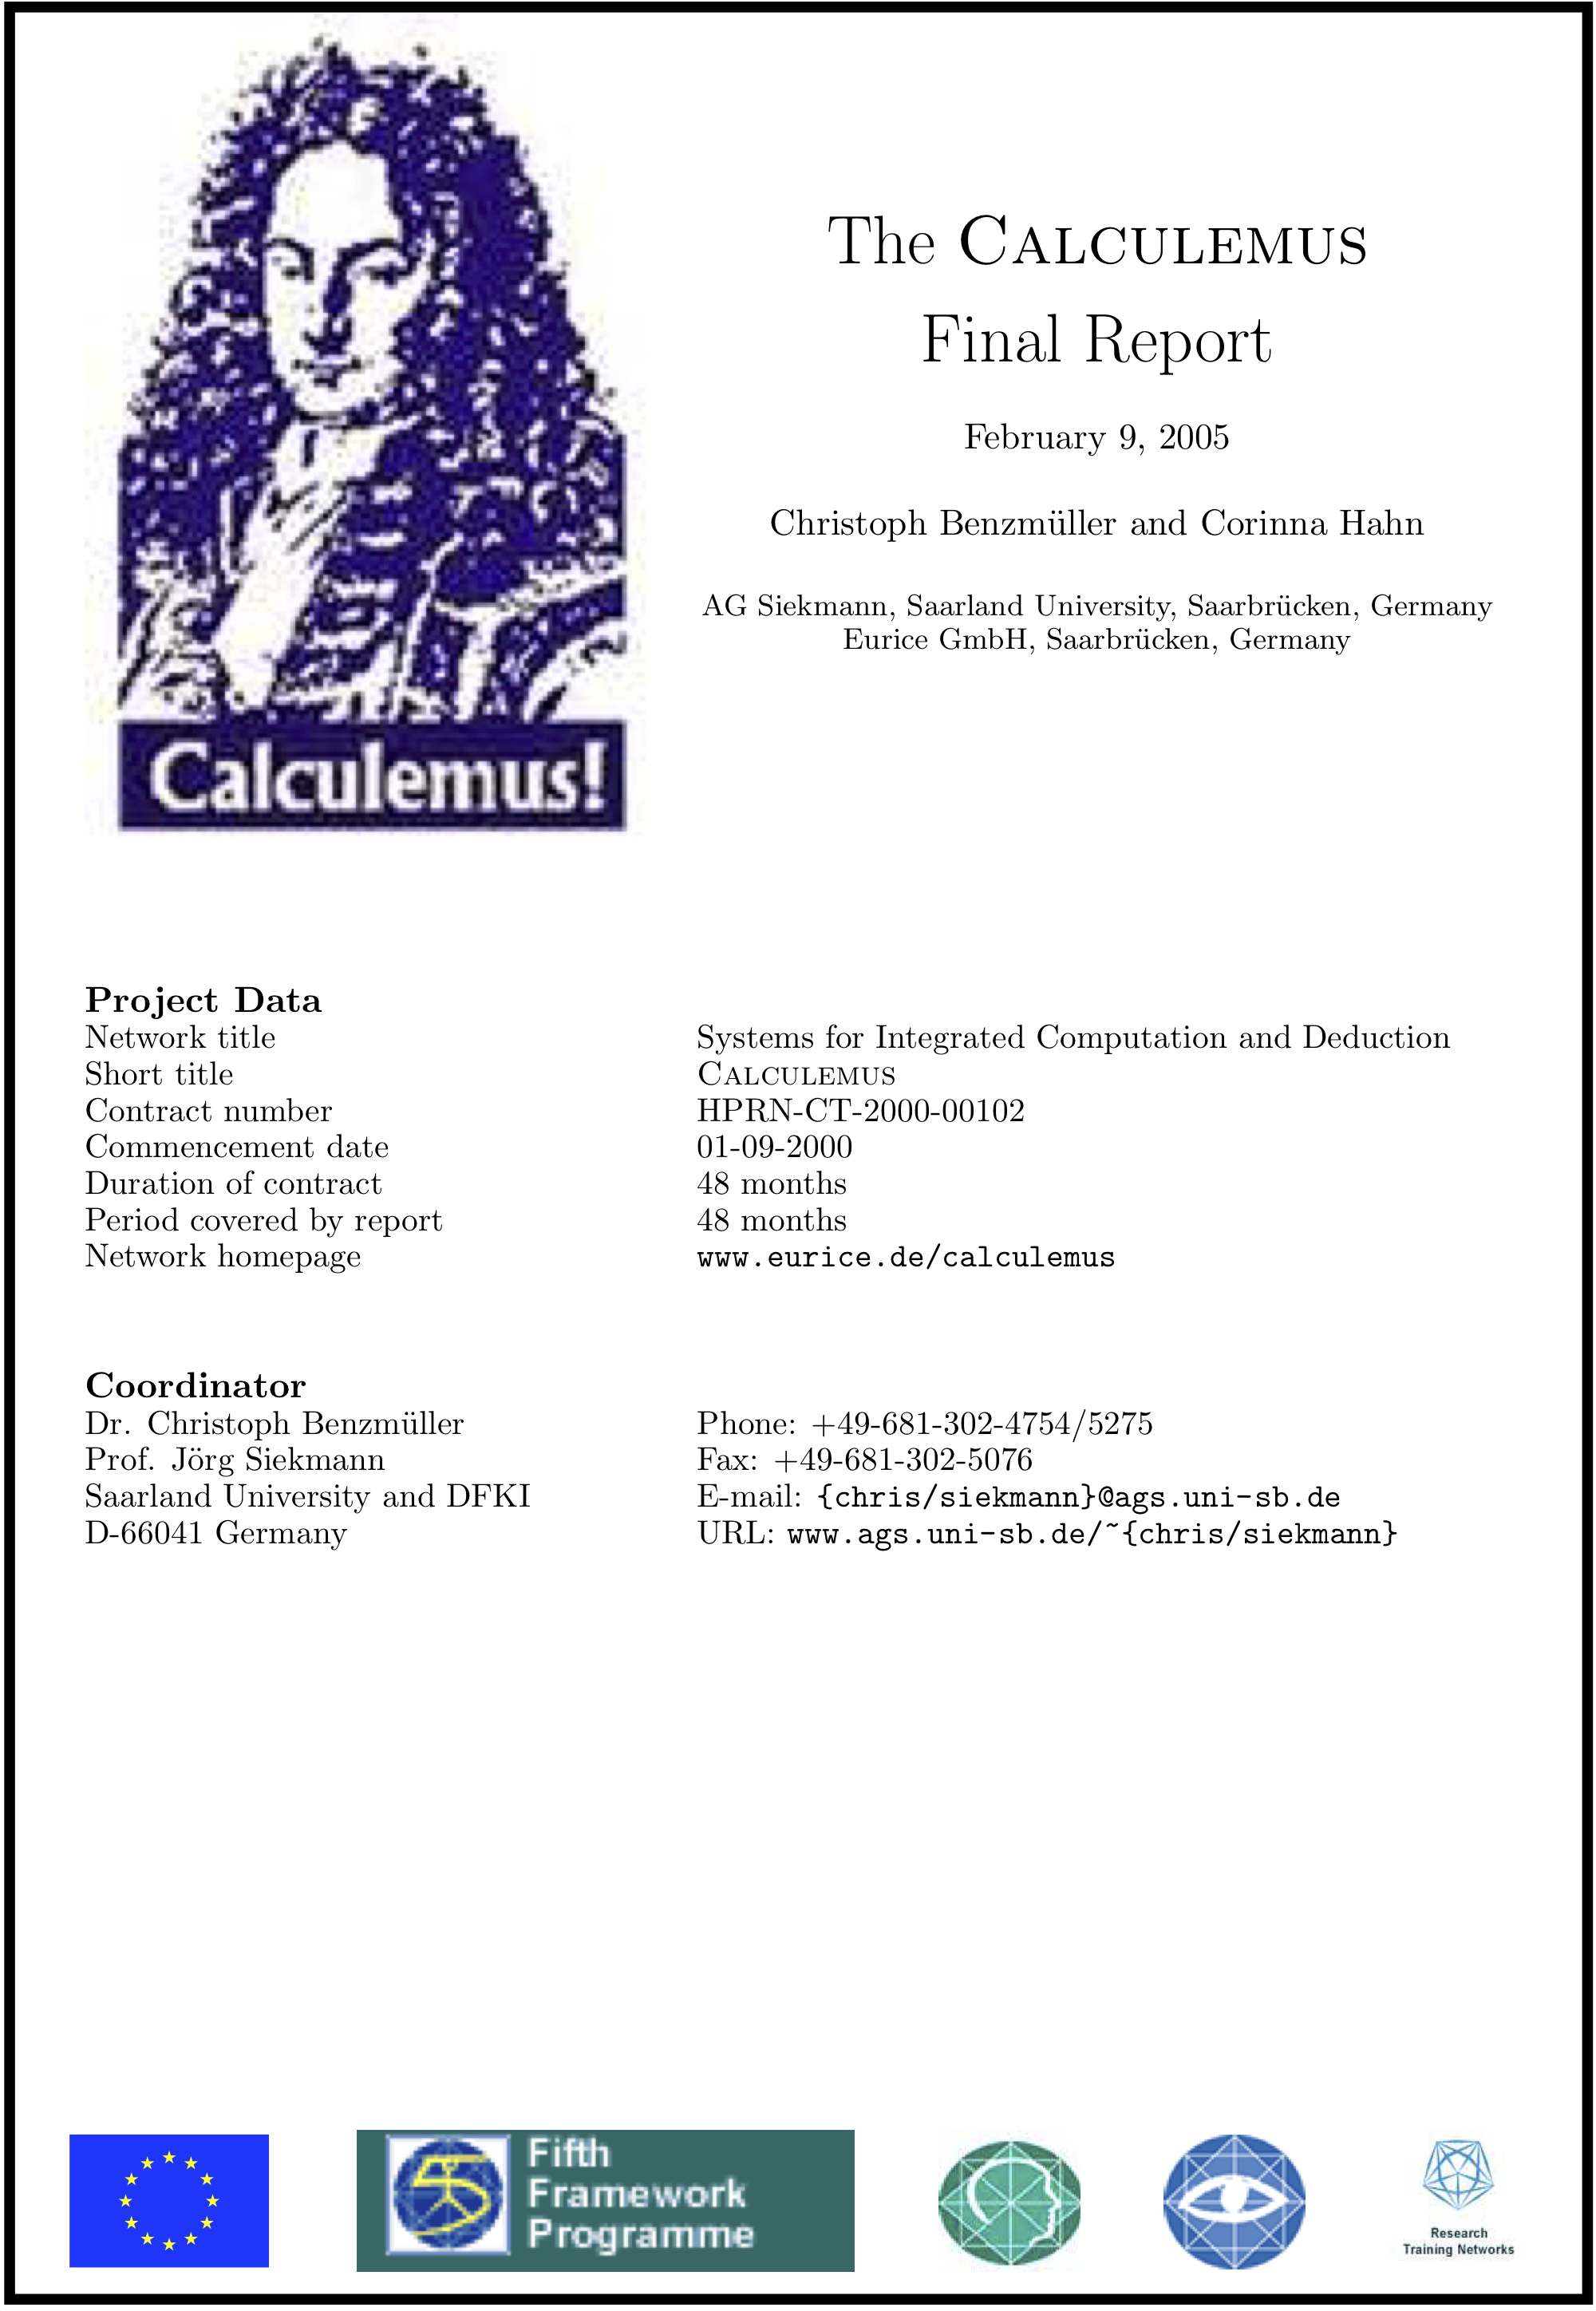 The CALCULEMUS
Final Report
February 9, 2005
Christoph Benzmüller and Corinna Hahn
AG Siekmann, Saarland University, Saarbrücken, Germany
Eurice GmbH, Saarbrücken, Germany
Calculemus!
Project Data
Network title Systems for Integrated Computation and Deduction
Short title CALCULEMUS
Contract number HPRN-CT-2000-00102
Commencement date 01-09-2000
Duration of contract 48 months
Period covered by report 48 months
Network homepage www.eurice.de/calculemus
Coordinator
Dr. Christoph Benzmüller Phone: +49-681-302-4754/5275
Prof. Jörg Siekmann Fax: +49-681-302-5076
Saarland University and DFKI E-mail: {chris/siekmann}@ags.uni-sb.de
D-66041 Germany URL: www.ags.uni-sb.de/~{chris/siekmann}
5
Fifth
Framework
Programme
Research
Training Networks